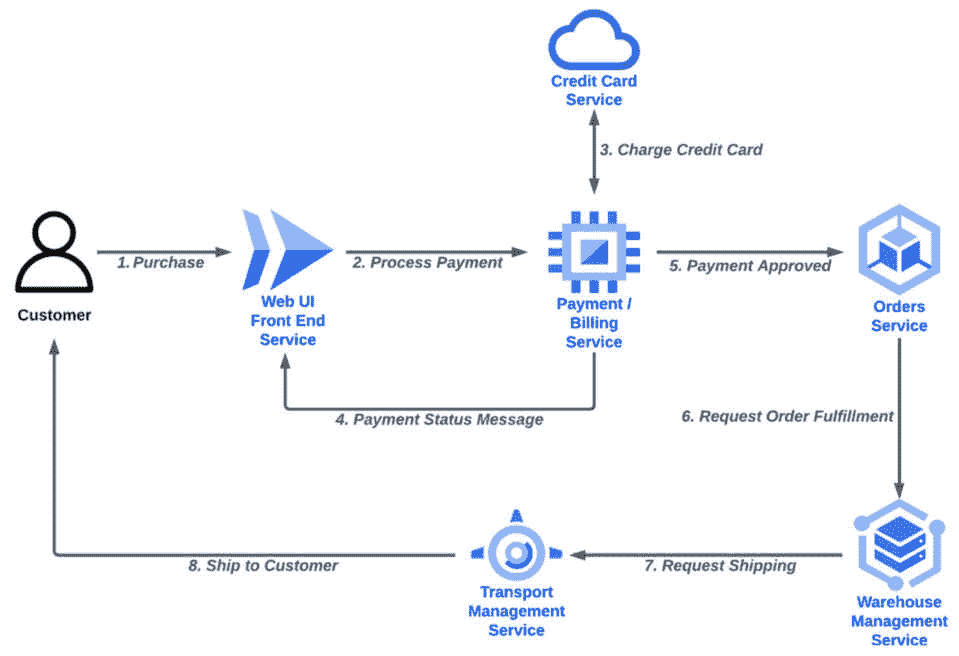 Credit Card
Service
3. Charge Credit Card
1. Purchase
2. Process Payment
5. Payment Approved
Customer
Web UI
Front End
Service
Payment /
Billing
Service
Orders
Service
4. Payment Status Message
6. Request Order Fulfillment
8. Ship to Customer
7. Request Shipping
Transport
Management
Service
Warehouse
Management
Service